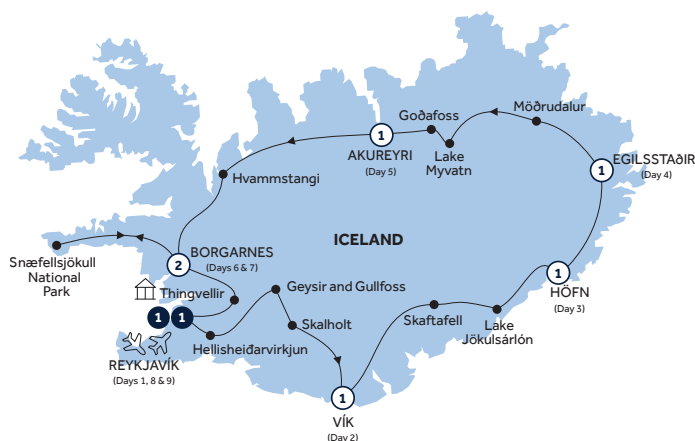 Goðafoss
Möðrudalur
1
AKUREYRI
(Day 5)
Lake
Myvatn
1
EGILSSTAÐIR
(Day 4)
Hvammstangi
ICELAND
2
BORGARNES
(Days 6 & 7)
Snæfellsjökull
National
Park
Thingvellir
Geysir and Gullfoss
1
HÖFN
(Day 3)
1
1
Skalholt
Skaftafell
Lake
Jökulsárlón
Hellisheiðarvirkjun
REYKJAVÍK
(Days 1, 8 & 9)
1
VÍK
(Day 2)